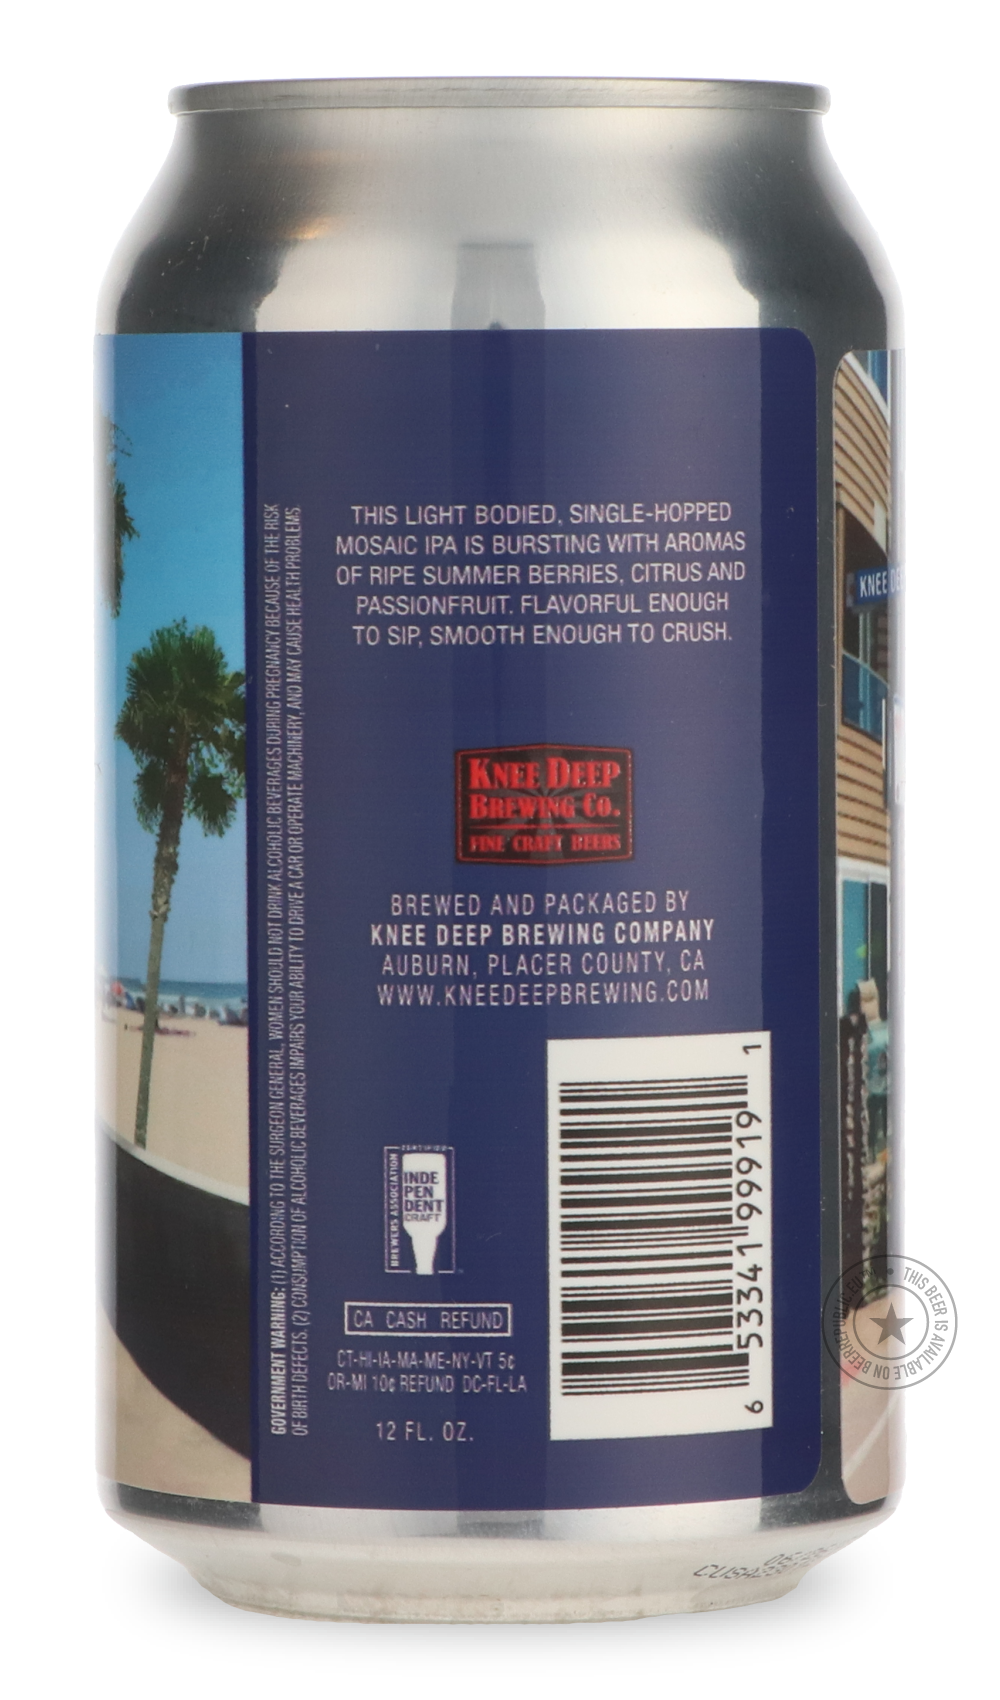 THIS LIGHT BODIED, SINGLE-HOPPED
MOSAIC IPA IS BURSTING WITH AROMAS
OF RIPE SUMMER BERRIES, CITRUS AND
PASSIONFRUIT. FLAVORFUL ENOUGH
TO SIP, SMOOTH ENOUGH TO CRUSH.
KNEE DEEP
BREWING CO.
FINE CRAFT BEERS
BREWED AND PACKAGED BY
KNEE DEEP BREWING COMPANY
AUBURN, PLACER COUNTY, CA
WWW.KNEEDEEPBREWING.COM
CERTIFIED
BREWERS ASSOCIATION
INDE
PEN
DENT
CRAFT
CA CASH REFUND
CT-HI-IA-MA-ME-NY-VT 5¢
OR-MI 10¢ REFUND DC-FL-LA
12 FL. OZ.
6 53341 99919 1
GOVERNMENT WARNING: (1) ACCORDING TO THE SURGEON GENERAL, WOMEN SHOULD NOT DRINK ALCOHOLIC BEVERAGES DURING PREGNANCY BECAUSE OF THE RISK
OF BIRTH DEFECTS. (2) CONSUMPTION OF ALCOHOLIC BEVERAGES IMPAIRS YOUR ABILITY TO DRIVE A CAR OR OPERATE MACHINERY, AND MAY CAUSE HEALTH PROBLEMS.
KNEE
THIS BEER IS AVAILABLE ON BEERREPUBLIC.EU